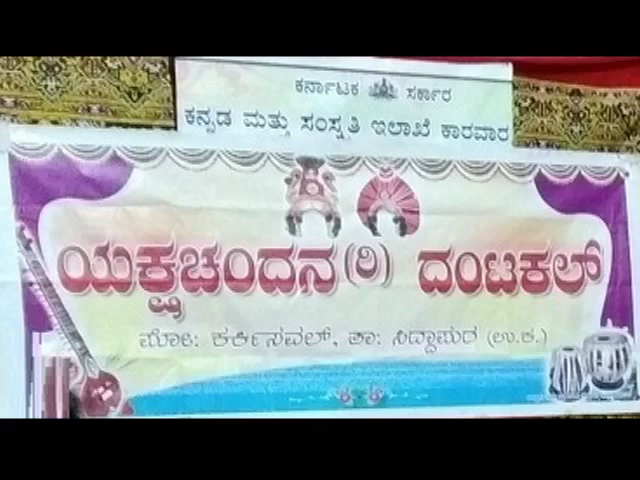 ಕರ್ನಾಟಕ ಸರ್ಕಾರ
ಕನ್ನಡ ಮತ್ತು ಸಂಸ್ಕೃತಿ ಇಲಾಖೆ ಕಾರವಾರ
ಯಕ್ಷಚಂದನ (ರಿ) ದಂಟಕಲ್
ಕರ್ಕಿಸವಲ್, ತಾ: ಸಿದ್ದಾಪುರ (ಉ.ಕ.)